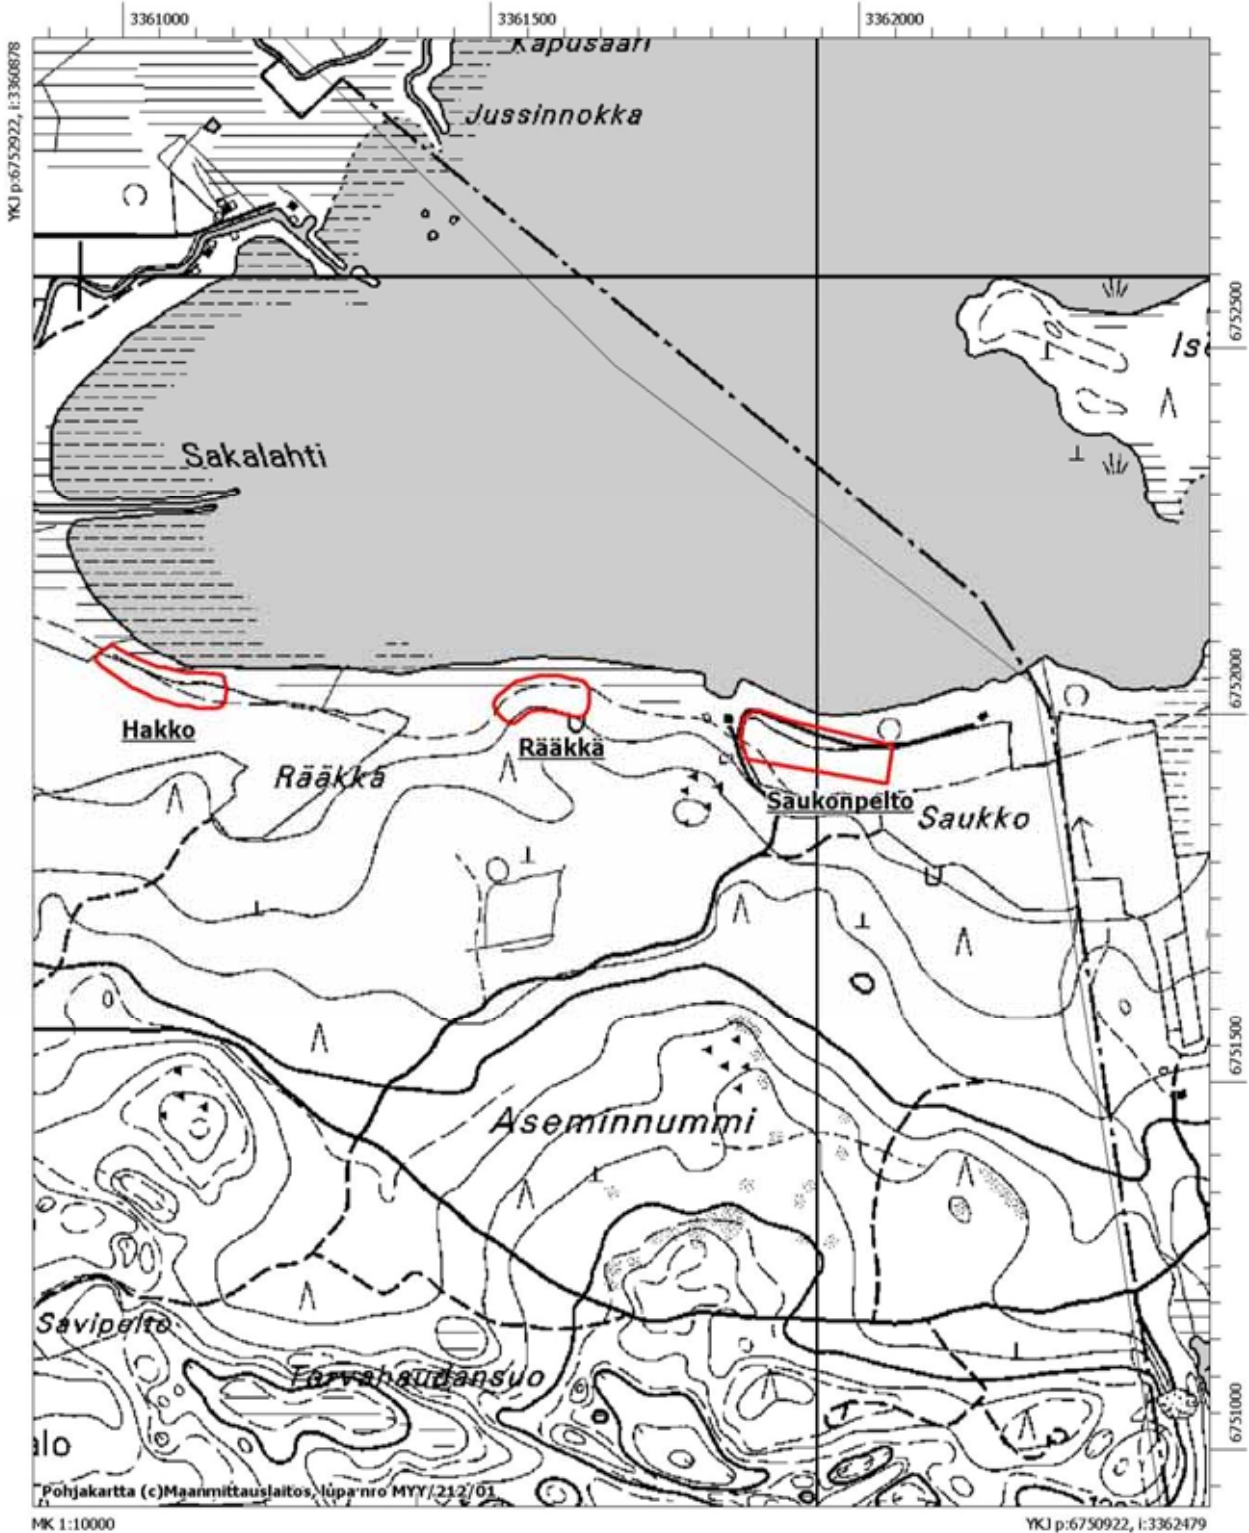 3361000
3361500
3362000
YKJ p:6752922, i:3360878
Kapusaari
Jussinnokka
6752500
Sakalahti
6752000
Hakko
Rääkkä
Rääkkä
Saukonpelto
Saukko
6751500
Aseminnummi
Savipelto
Tervahaudansuo
6751000
Pohjakartta (c)Maanmittauslaitos, lupa nro MYY/212/01
MK 1:10000
YKJ p:6750922, i:3362479